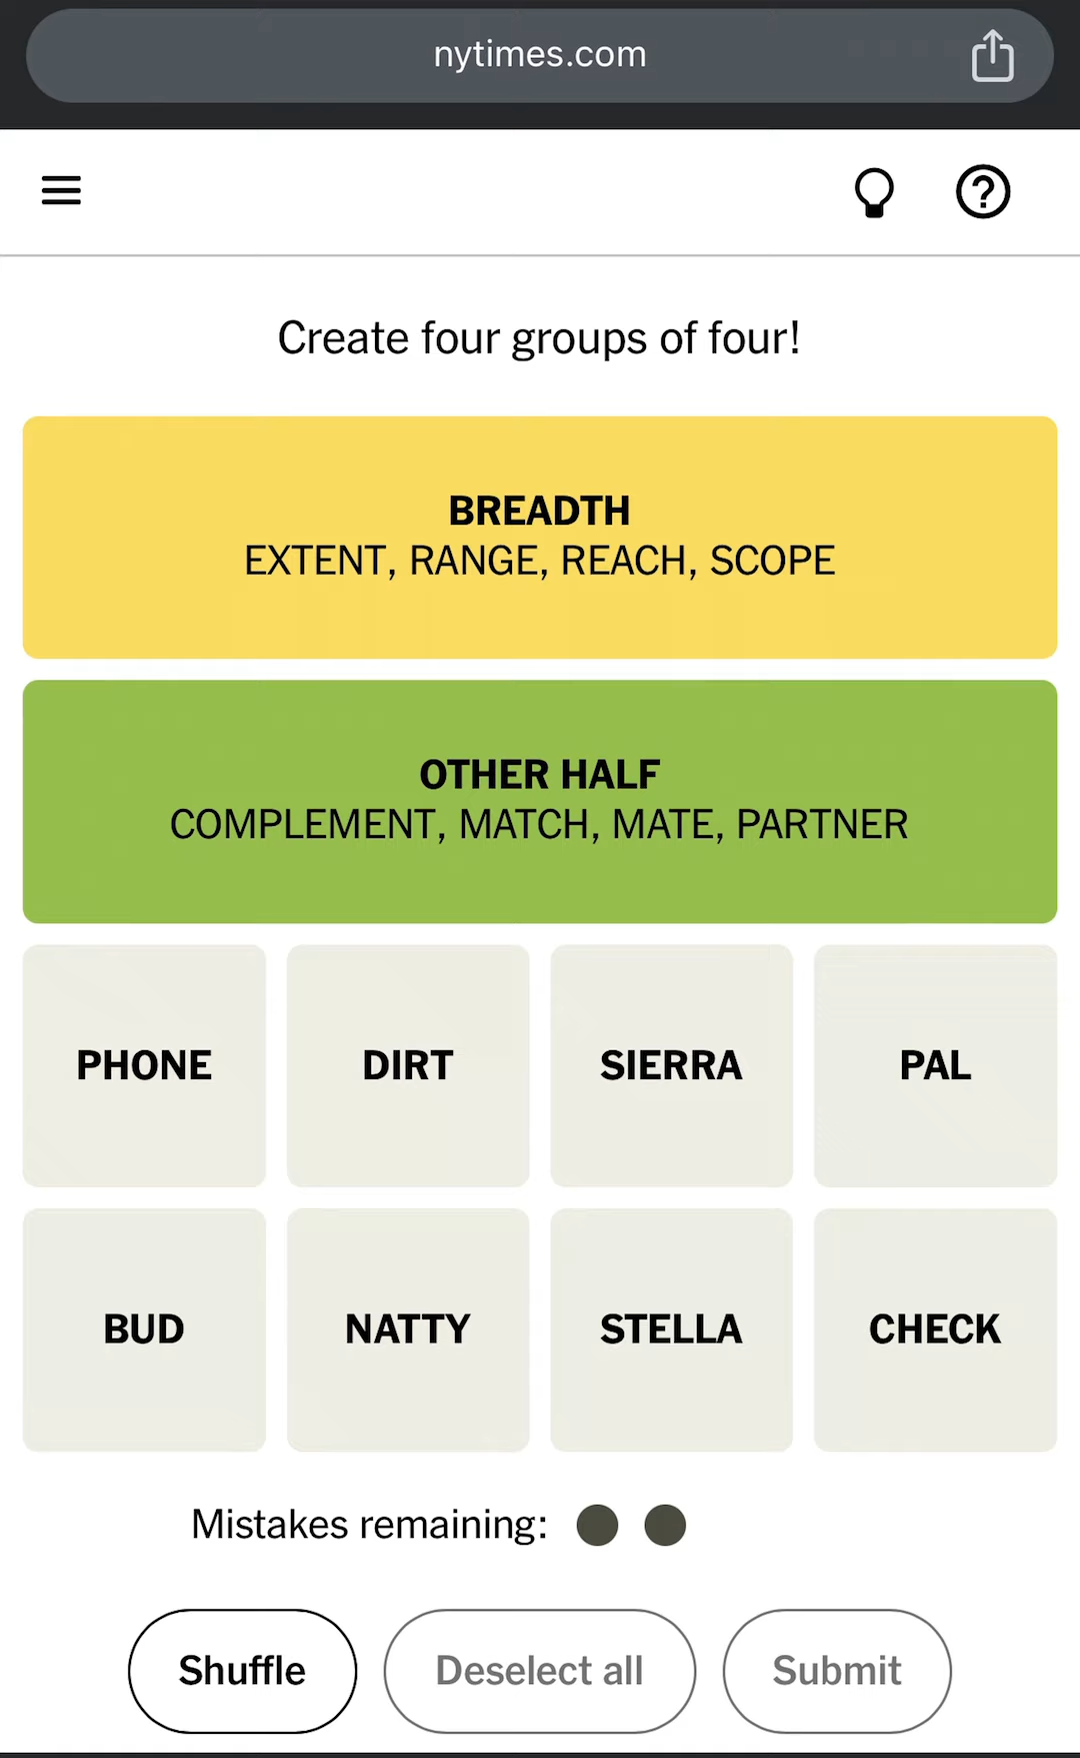 nytimes.com
Create four groups of four!
BREADTH
EXTENT, RANGE, REACH, SCOPE
OTHER HALF
COMPLEMENT, MATCH, MATE, PARTNER
PHONE DIRT SIERRA PAL
BUD NATTY STELLA CHECK
Mistakes remaining:
Shuffle Deselect all Submit